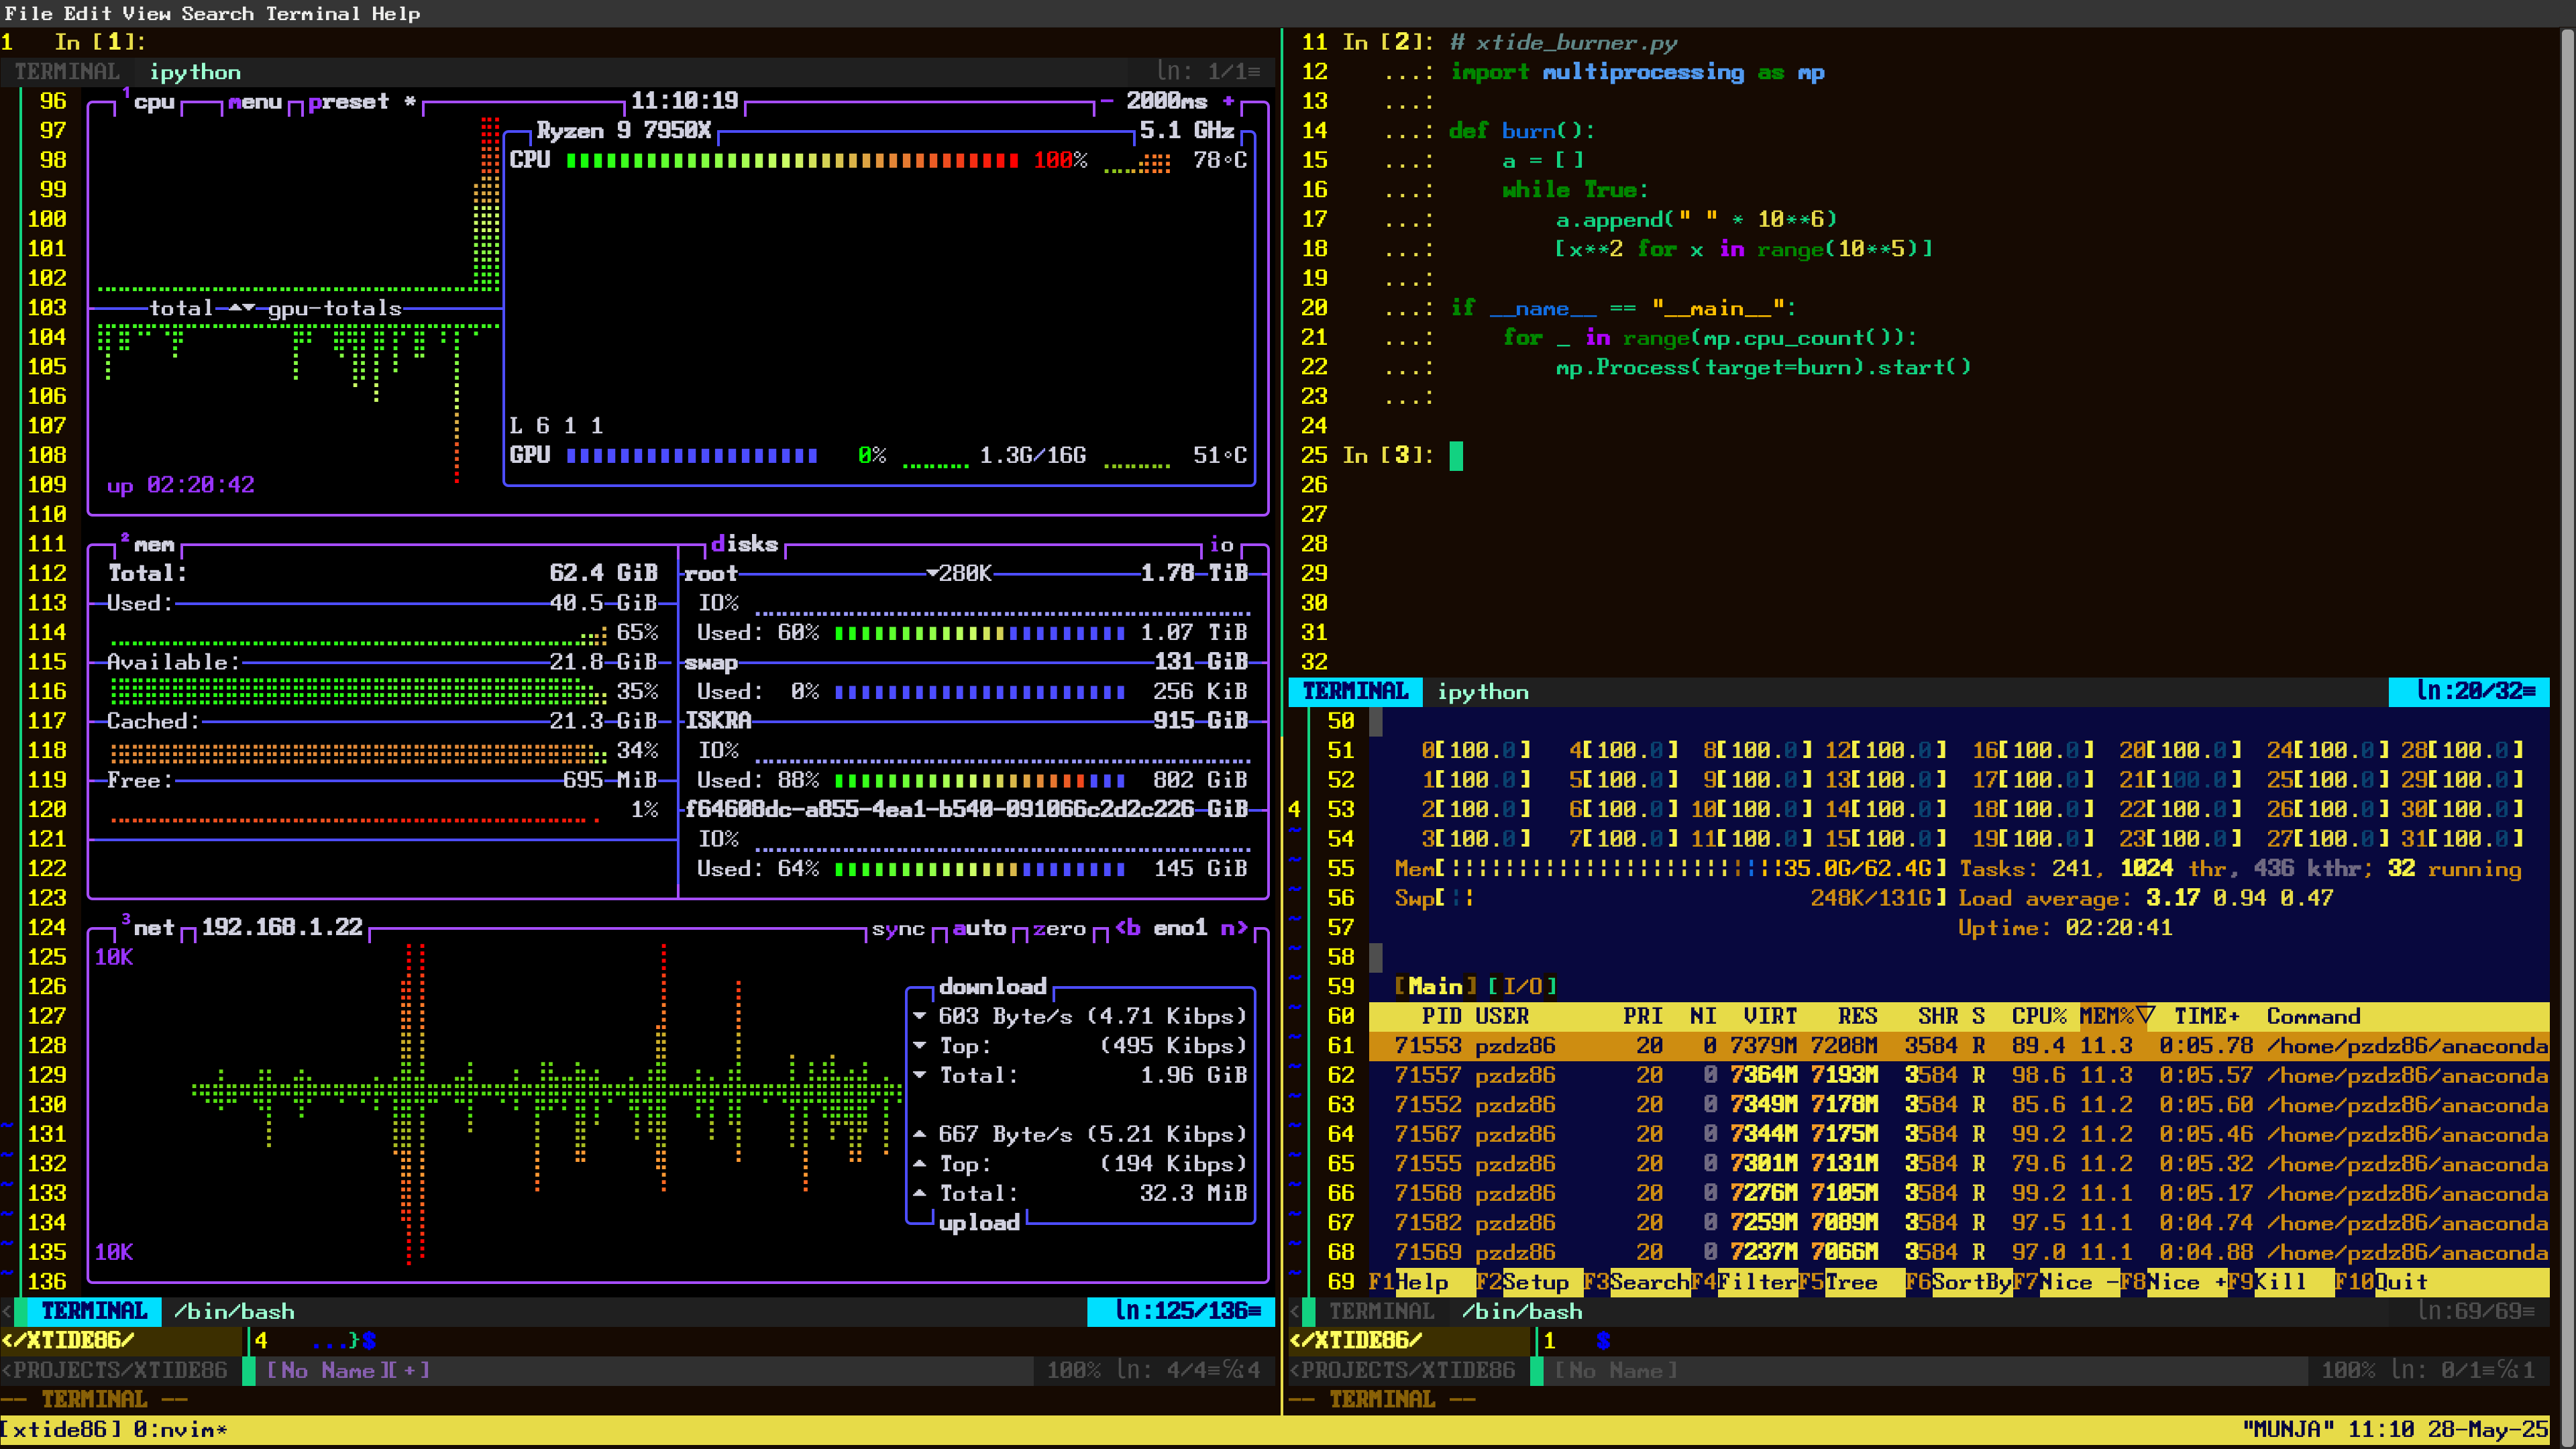 File Edit View Search Terminal Help
1 In [1]:
TERMINAL ipython ln: 1/1≡
96 ¹cpu menu preset * 11:10:19 - 2000ms +
97 Ryzen 9 7950X 5.1 GHz
98 CPU 100% 78°C
99
100
101
102
103 total ▲▼ gpu-totals
104
105
106
107 L 6 1 1
108 GPU 0% 1.3G/16G 51°C
109 up 02:20:42
110
111 ²mem disks io
112 Total: 62.4 GiB root ▼280K 1.78 TiB
113 Used: 40.5 GiB IO%
114 65% Used: 60% 1.07 TiB
115 Available: 21.8 GiB swap 131 GiB
116 35% Used: 0% 256 KiB
117 Cached: 21.3 GiB ISKRA 915 GiB
118 34% IO%
119 Free: 695 MiB Used: 88% 802 GiB
120 1% f64608dc-a855-4ea1-b540-091066c2d2c226 GiB
121 IO%
122 Used: 64% 145 GiB
123
124 ³net 192.168.1.22 sync auto zero <b eno1 n>
125 10K
126 download
127 ▼ 603 Byte/s (4.71 Kibps)
128 ▼ Top: (495 Kibps)
129 ▼ Total: 1.96 GiB
130
131 ▲ 667 Byte/s (5.21 Kibps)
132 ▲ Top: (194 Kibps)
133 ▲ Total: 32.3 MiB
134 upload
135 10K
136
< TERMINAL /bin/bash ln:125/136≡
</XTIDE86/ 4 ...}$
<PROJECTS/XTIDE86 [No Name][+] 100% ln: 4/4≡℅:4
-- TERMINAL --
11 In [2]: # xtide_burner.py
12 ...: import multiprocessing as mp
13 ...:
14 ...: def burn():
15 ...: a = []
16 ...: while True:
17 ...: a.append(" " * 10**6)
18 ...: [x**2 for x in range(10**5)]
19 ...:
20 ...: if __name__ == "__main__":
21 ...: for _ in range(mp.cpu_count()):
22 ...: mp.Process(target=burn).start()
23 ...:
24
25 In [3]:
26
27
28
29
30
31
32
TERMINAL ipython ln:20/32≡
50
51 0[100.0] 4[100.0] 8[100.0] 12[100.0] 16[100.0] 20[100.0] 24[100.0] 28[100.0]
52 1[100.0] 5[100.0] 9[100.0] 13[100.0] 17[100.0] 21[100.0] 25[100.0] 29[100.0]
4 53 2[100.0] 6[100.0] 10[100.0] 14[100.0] 18[100.0] 22[100.0] 26[100.0] 30[100.0]
~ 54 3[100.0] 7[100.0] 11[100.0] 15[100.0] 19[100.0] 23[100.0] 27[100.0] 31[100.0]
~ 55 Mem[||||||||||||||||||||||||||35.0G/62.4G] Tasks: 241, 1024 thr, 436 kthr; 32 running
~ 56 Swp[|| 248K/131G] Load average: 3.17 0.94 0.47
~ 57 Uptime: 02:20:41
~ 58
~ 59 [Main] [I/O]
~ 60 PID USER PRI NI VIRT RES SHR S CPU% MEM%▽ TIME+ Command
~ 61 71553 pzdz86 20 0 7379M 7208M 3584 R 89.4 11.3 0:05.78 /home/pzdz86/anaconda
~ 62 71557 pzdz86 20 0 7364M 7193M 3584 R 98.6 11.3 0:05.57 /home/pzdz86/anaconda
~ 63 71552 pzdz86 20 0 7349M 7178M 3584 R 85.6 11.2 0:05.60 /home/pzdz86/anaconda
~ 64 71567 pzdz86 20 0 7344M 7175M 3584 R 99.2 11.2 0:05.46 /home/pzdz86/anaconda
~ 65 71555 pzdz86 20 0 7301M 7131M 3584 R 79.6 11.2 0:05.32 /home/pzdz86/anaconda
~ 66 71568 pzdz86 20 0 7276M 7105M 3584 R 99.2 11.1 0:05.17 /home/pzdz86/anaconda
~ 67 71582 pzdz86 20 0 7259M 7089M 3584 R 97.5 11.1 0:04.74 /home/pzdz86/anaconda
~ 68 71569 pzdz86 20 0 7237M 7066M 3584 R 97.0 11.1 0:04.88 /home/pzdz86/anaconda
~ 69 F1Help F2Setup F3SearchF4FilterF5Tree F6SortByF7Nice -F8Nice +F9Kill F10Quit
< TERMINAL /bin/bash ln:69/69≡
</XTIDE86/ 1 $
<PROJECTS/XTIDE86 [No Name] 100% ln: 0/1≡℅:1
-- TERMINAL --
[xtide86] 0:nvim* "MUNJA" 11:10 28-May-25